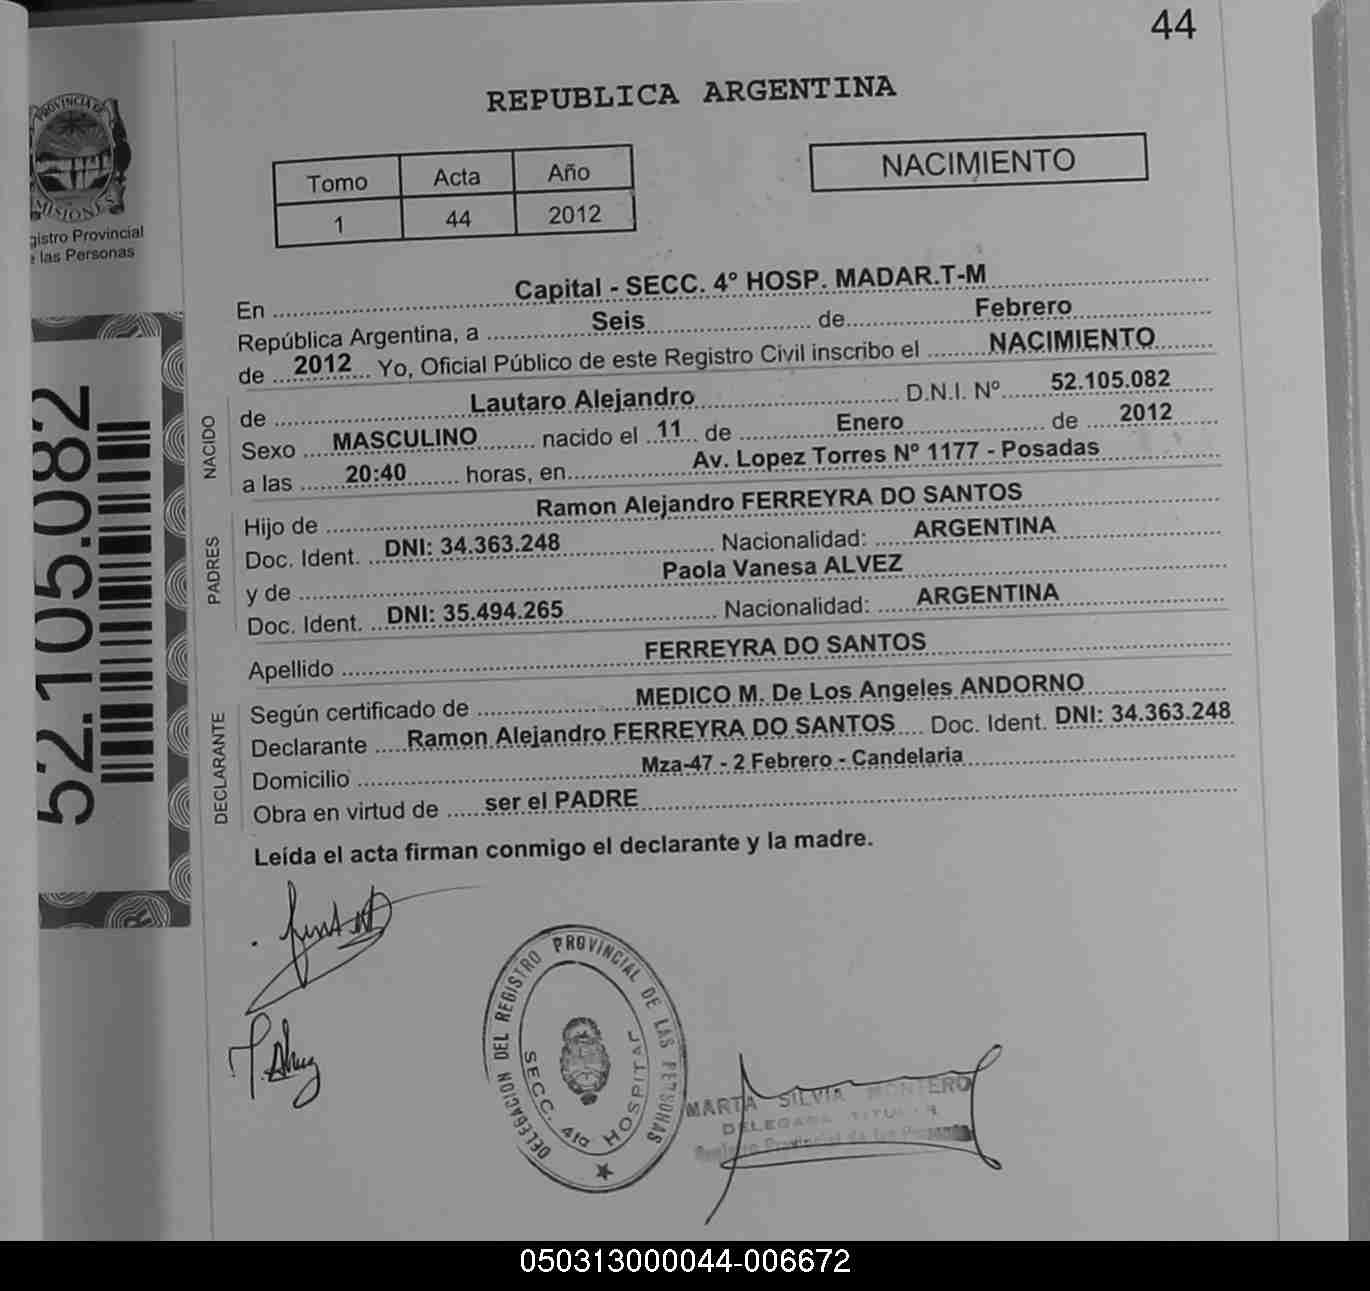 44
REPUBLICA ARGENTINA
PROVINCIA DE
MISIONES
gistro Provincial
e las Personas
Tomo Acta Año
1 44 2012
NACIMIENTO
En Capital - SECC. 4° HOSP. MADAR.T-M
República Argentina, a Seis de Febrero
de 2012 Yo, Oficial Público de este Registro Civil inscribo el NACIMIENTO
NACIDO
de Lautaro Alejandro D.N.I. Nº 52.105.082
Sexo MASCULINO nacido el 11 de Enero de 2012
a las 20:40 horas, en Av. Lopez Torres Nº 1177 - Posadas
PADRES
Hijo de Ramon Alejandro FERREYRA DO SANTOS
Doc. Ident. DNI: 34.363.248 Nacionalidad: ARGENTINA
y de Paola Vanesa ALVEZ
Doc. Ident. DNI: 35.494.265 Nacionalidad: ARGENTINA
Apellido FERREYRA DO SANTOS
DECLARANTE
Según certificado de MEDICO M. De Los Angeles ANDORNO
Declarante Ramon Alejandro FERREYRA DO SANTOS Doc. Ident. DNI: 34.363.248
Domicilio Mza-47 - 2 Febrero - Candelaria
Obra en virtud de ser el PADRE
Leída el acta firman conmigo el declarante y la madre.
52.105.082
DELEGACION DEL REGISTRO PROVINCIAL DE LAS PERSONAS
SECC. 4ta HOSPITAL
MARTA SILVIA MONTERO
DELEGADA TITULAR
Registro Provincial de las Personas
050313000044-006672